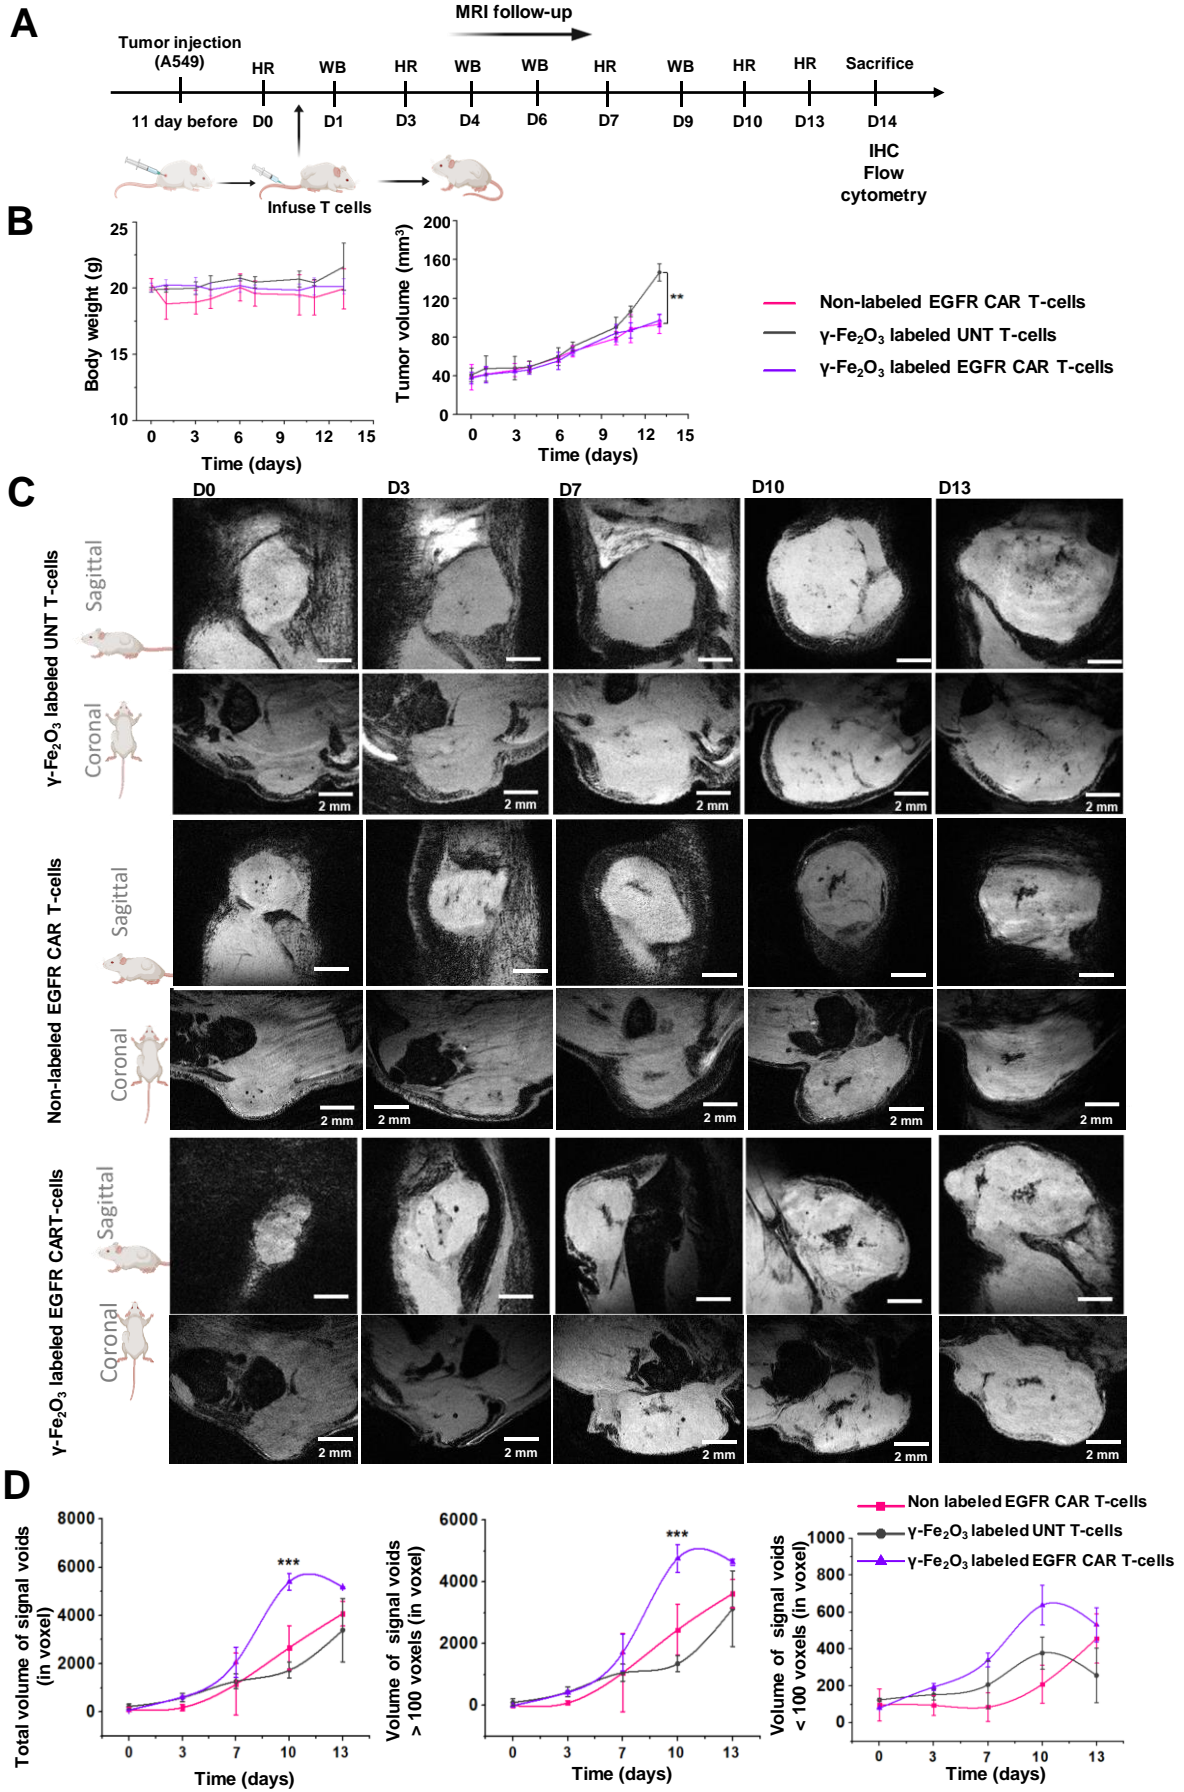 A
MRI follow-up
Tumor injection
(A549)
HR
WB
HR
WB
WB
HR
WB
HR
HR
Sacrifice
11 day before
D0
D1
D3
D4
D6
D7
D9
D10
D13
D14
Infuse T cells
IHC
Flow
cytometry
B
Body weight (g)
25
20
15
10
0 3 6 9 12 15
Time (days)
Tumor volume (mm³)
200
160
120
80
40
0
**
0 3 6 9 12 15
Time (days)
Non-labeled EGFR CAR T-cells
γ-Fe₂O₃ labeled UNT T-cells
γ-Fe₂O₃ labeled EGFR CAR T-cells
C
D0 D3 D7 D10 D13
γ-Fe₂O₃ labeled UNT T-cells
Sagittal
Coronal
2 mm 2 mm 2 mm 2 mm 2 mm
Non-labeled EGFR CAR T-cells
Sagittal
Coronal
2 mm 2 mm 2 mm 2 mm 2 mm
γ-Fe₂O₃ labeled EGFR CART-cells
Sagittal
Coronal
2 mm 2 mm 2 mm 2 mm 2 mm
D
Total volume of signal voids
(in voxel)
8000
6000
4000
2000
0
***
0 3 7 10 13
Time (days)
Volume of signal voids
> 100 voxels (in voxel)
6000
4000
2000
0
***
0 3 7 10 13
Time (days)
Non labeled EGFR CAR T-cells
γ-Fe₂O₃ labeled UNT T-cells
γ-Fe₂O₃ labeled EGFR CAR T-cells
Volume of signal voids
< 100 voxels (in voxel)
1000
800
600
400
200
0
0 3 7 10 13
Time (days)